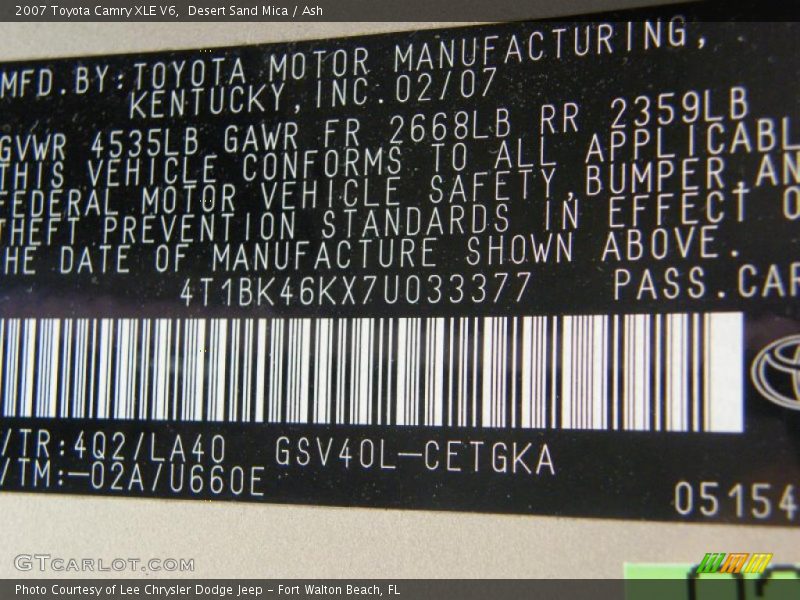 2007 Toyota Camry XLE V6,  Desert Sand Mica / Ash
MFD.BY:TOYOTA MOTOR MANUFACTURING,
KENTUCKY,INC.02/07
GVWR 4535LB GAWR FR 2668LB RR 2359LB
THIS VEHICLE CONFORMS TO ALL APPLICABL
FEDERAL MOTOR VEHICLE SAFETY,BUMPER,AN
THEFT PREVENTION STANDARDS IN EFFECT O
HE DATE OF MANUFACTURE SHOWN ABOVE.
4T1BK46KX7U033377 PASS.CAR
/TR:4Q2/LA40 GSV40L-CETGKA
/TM:-02A/U660E
05154
GTCARLOT.COM
Photo Courtesy of Lee Chrysler Dodge Jeep - Fort Walton Beach, FL